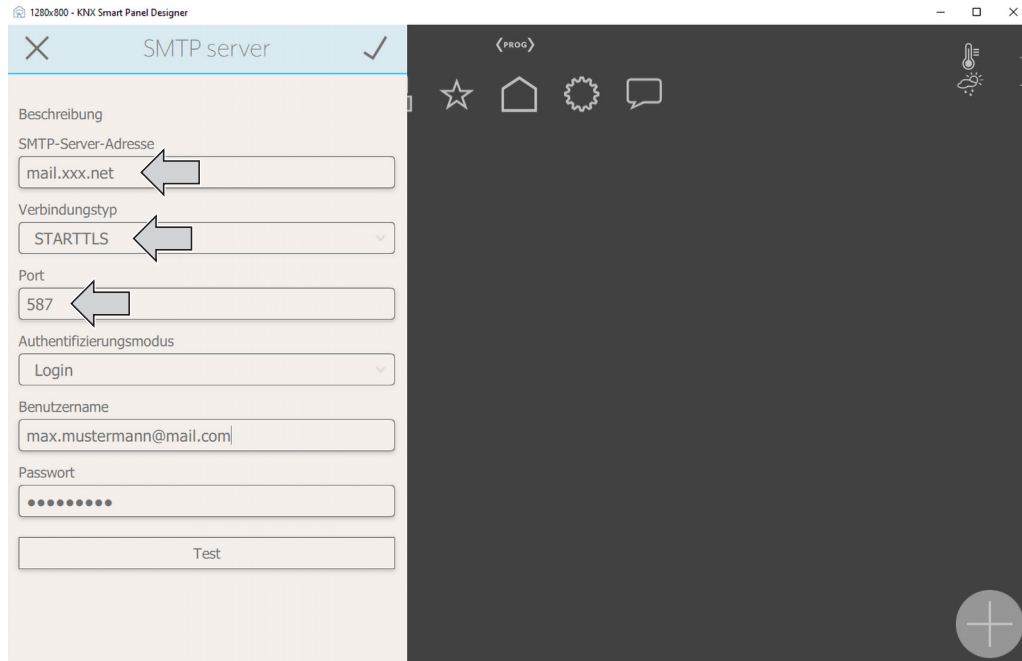 1280x800 - KNX Smart Panel Designer
SMTP server
〈PROG〉
Beschreibung
SMTP-Server-Adresse
mail.xxx.net
Verbindungstyp
STARTTLS
Port
587
Authentifizierungsmodus
Login
Benutzername
max.mustermann@mail.com
Passwort
●●●●●●●●●
Test